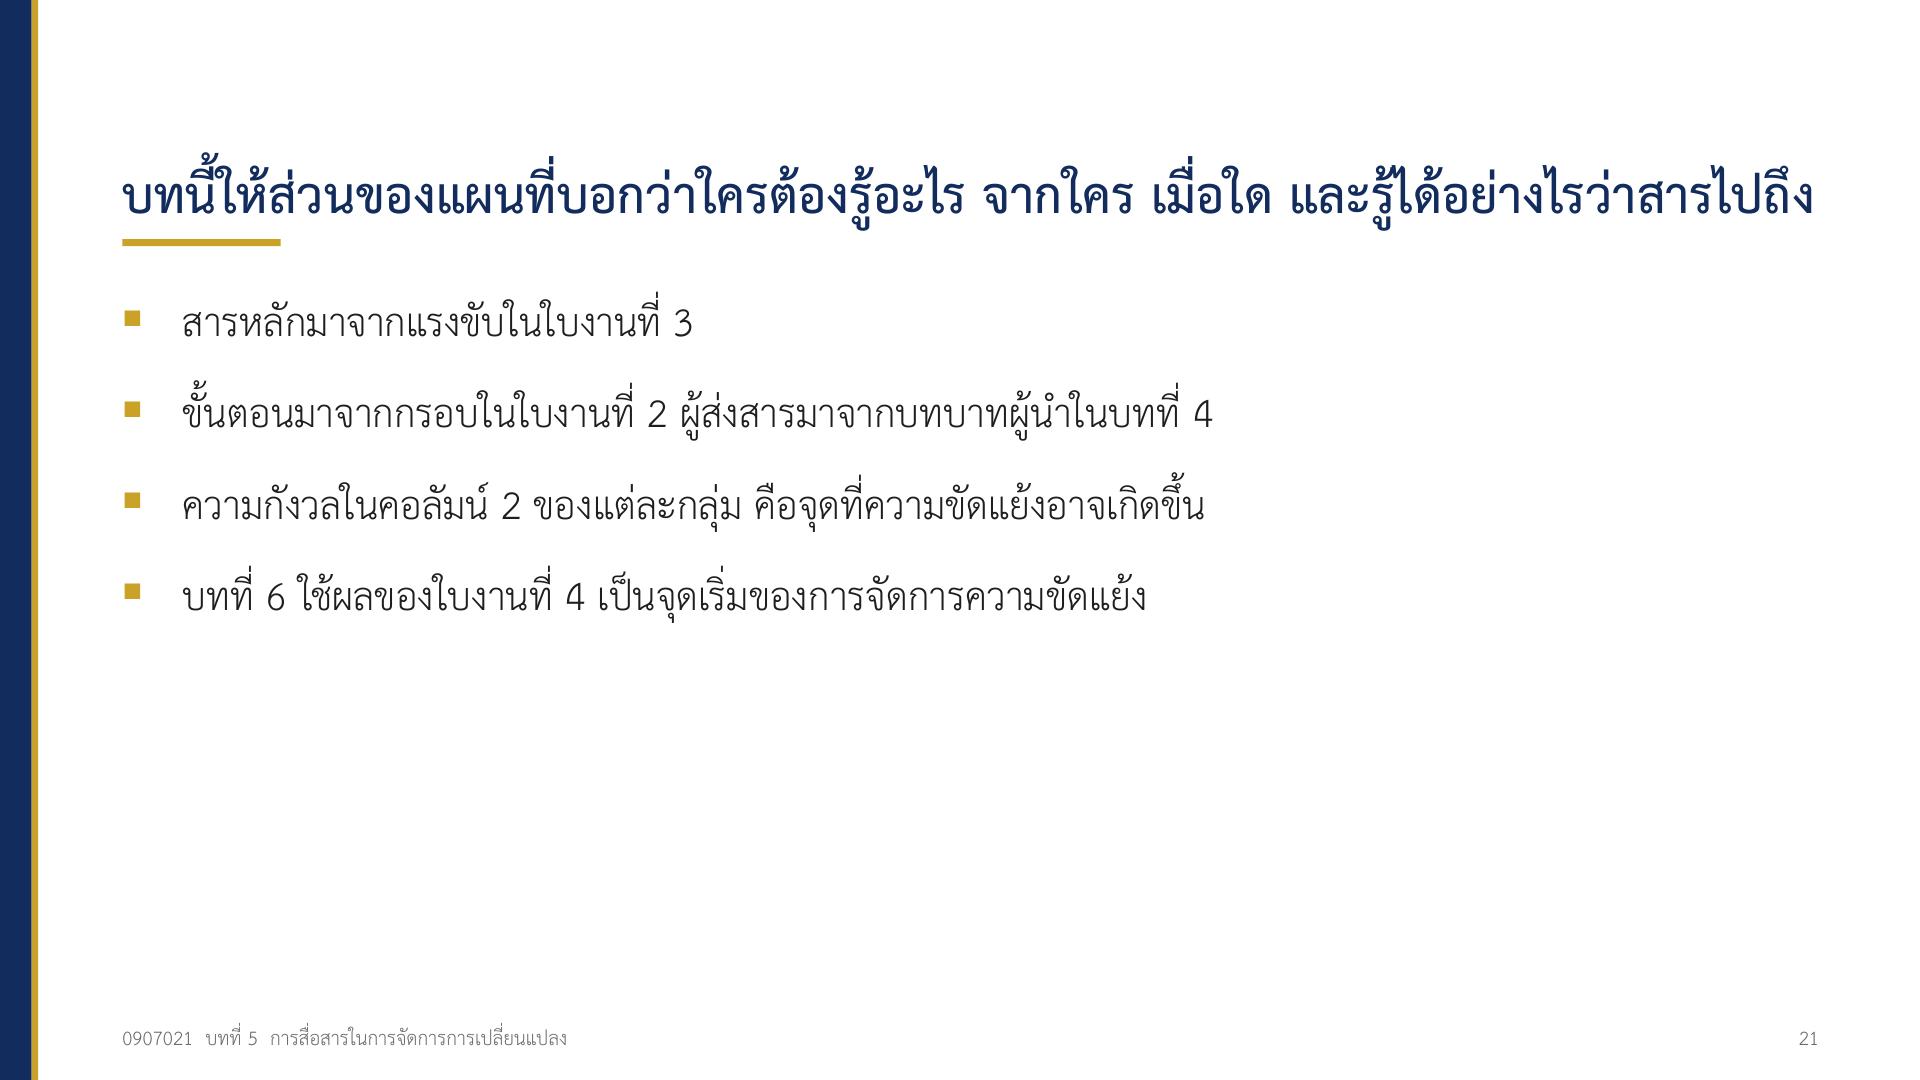 บทนี้ให้ส่วนของแผนที่บอกว่าใครต้องรู้อะไร จากใคร เมื่อใด และรู้ได้อย่างไรว่าสารไปถึง
สารหลักมาจากแรงขับในใบงานที่ 3
ขั้นตอนมาจากกรอบในใบงานที่ 2 ผู้ส่งสารมาจากบทบาทผู้นำในบทที่ 4
ความกังวลในคอลัมน์ 2 ของแต่ละกลุ่ม คือจุดที่ความขัดแย้งอาจเกิดขึ้น
บทที่ 6 ใช้ผลของใบงานที่ 4 เป็นจุดเริ่มของการจัดการความขัดแย้ง
0907021 บทที่ 5 การสื่อสารในการจัดการการเปลี่ยนแปลง
21